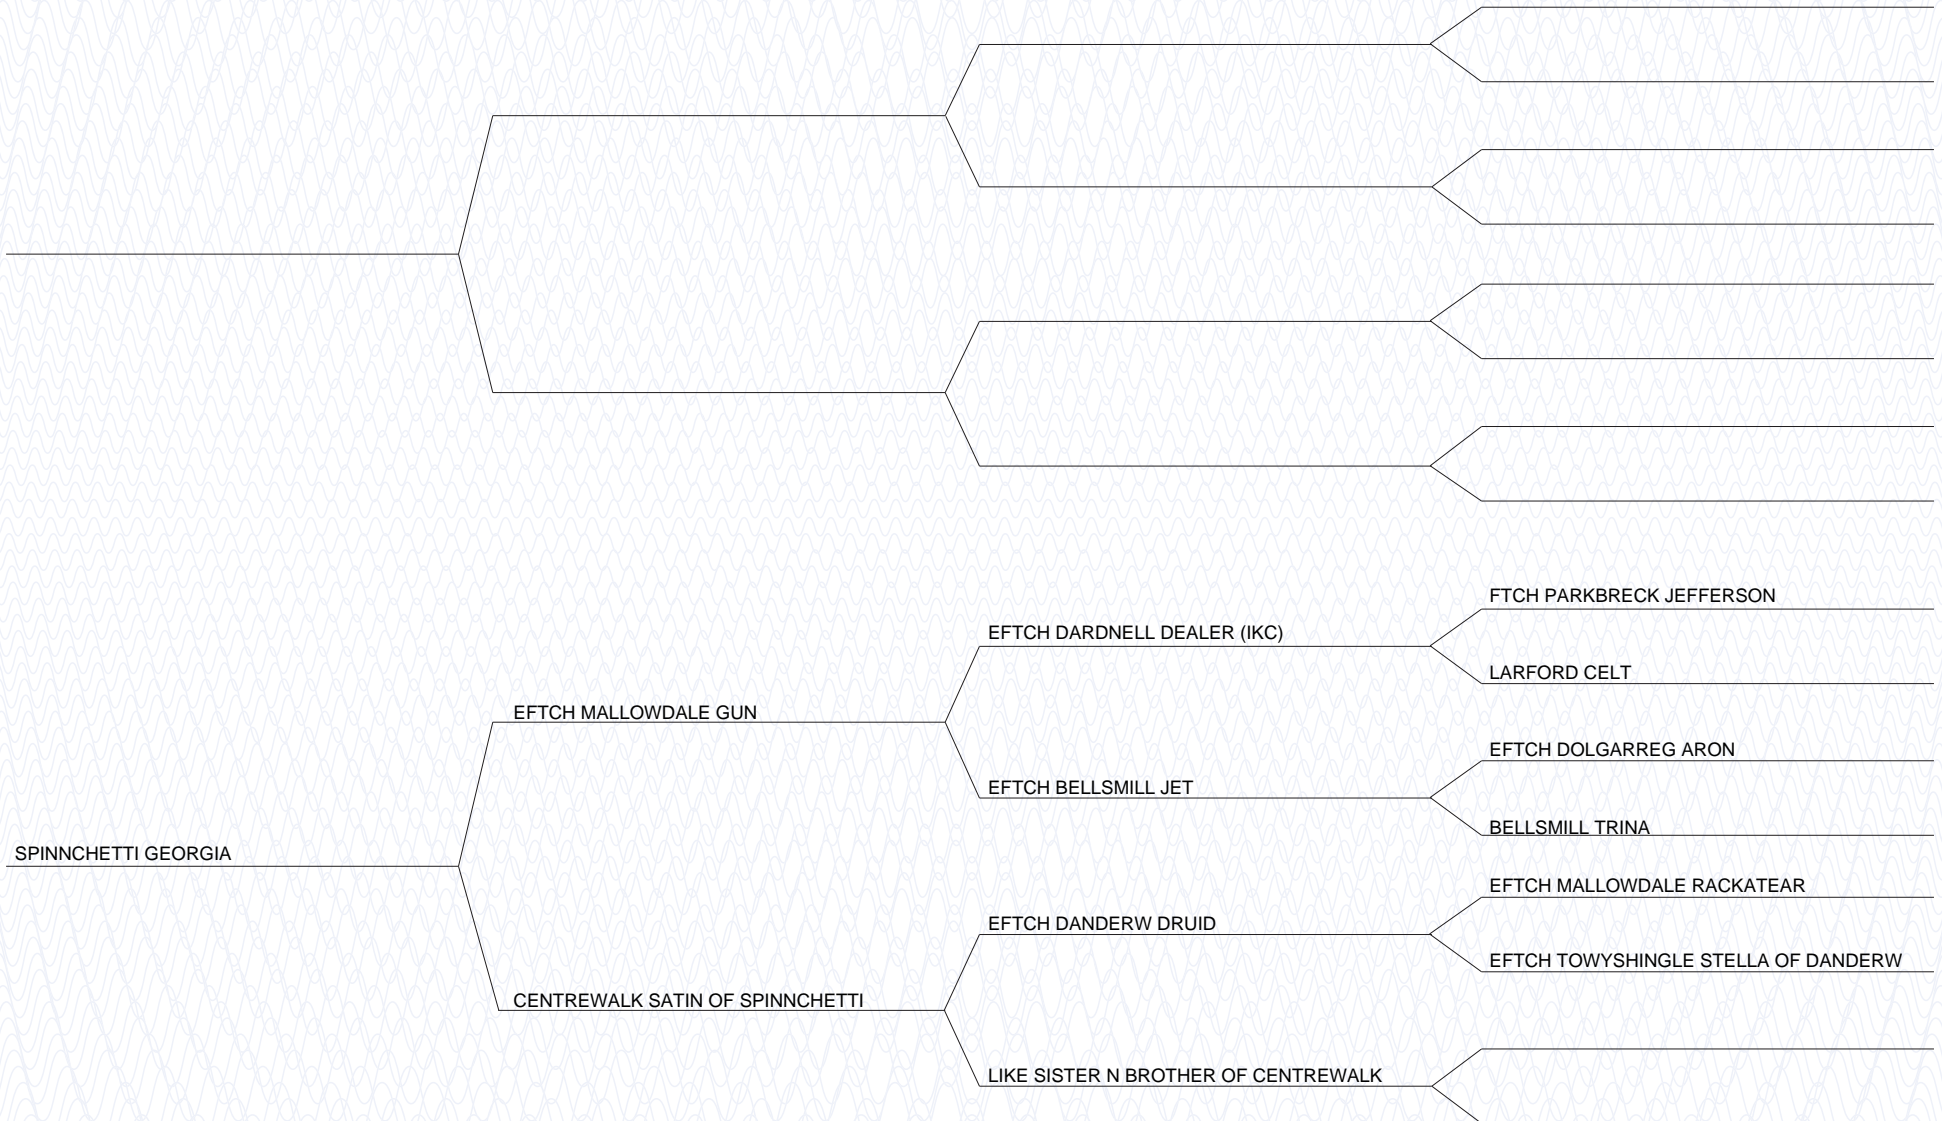 FTCH PARKBRECK JEFFERSON
EFTCH DARDNELL DEALER (IKC)
LARFORD CELT
EFTCH MALLOWDALE GUN
EFTCH DOLGARREG ARON
EFTCH BELLSMILL JET
BELLSMILL TRINA
SPINNCHETTI GEORGIA
EFTCH MALLOWDALE RACKATEAR
EFTCH DANDERW DRUID
EFTCH TOWYSHINGLE STELLA OF DANDERW
CENTREWALK SATIN OF SPINNCHETTI
LIKE SISTER N BROTHER OF CENTREWALK